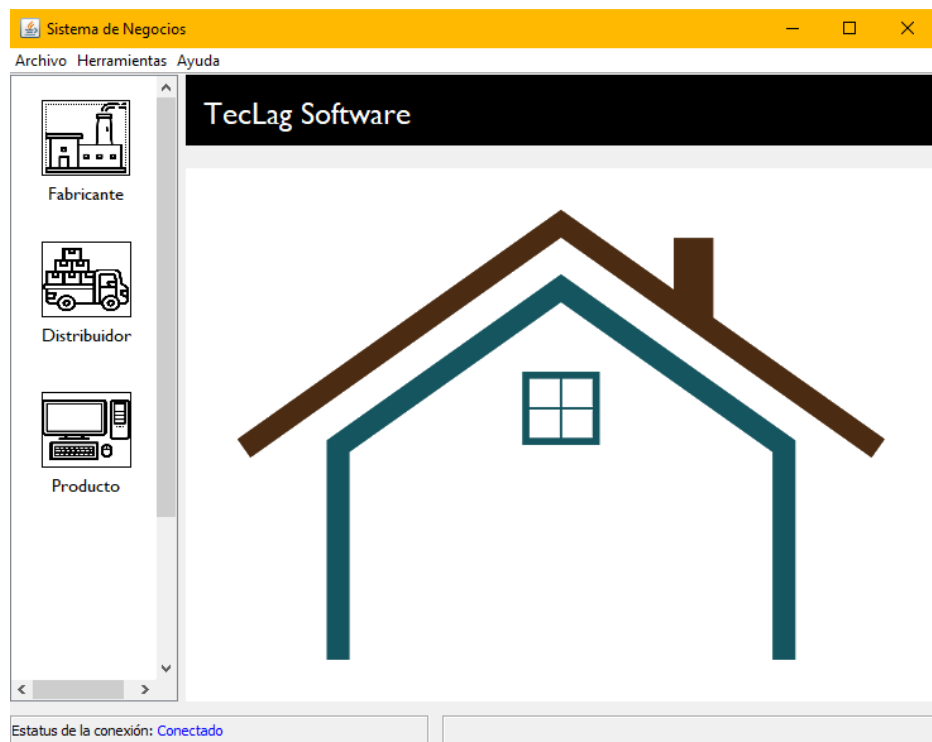 Sistema de Negocios
Archivo Herramientas Ayuda
TecLag Software
Fabricante
Distribuidor
Producto
Estatus de la conexión: Conectado